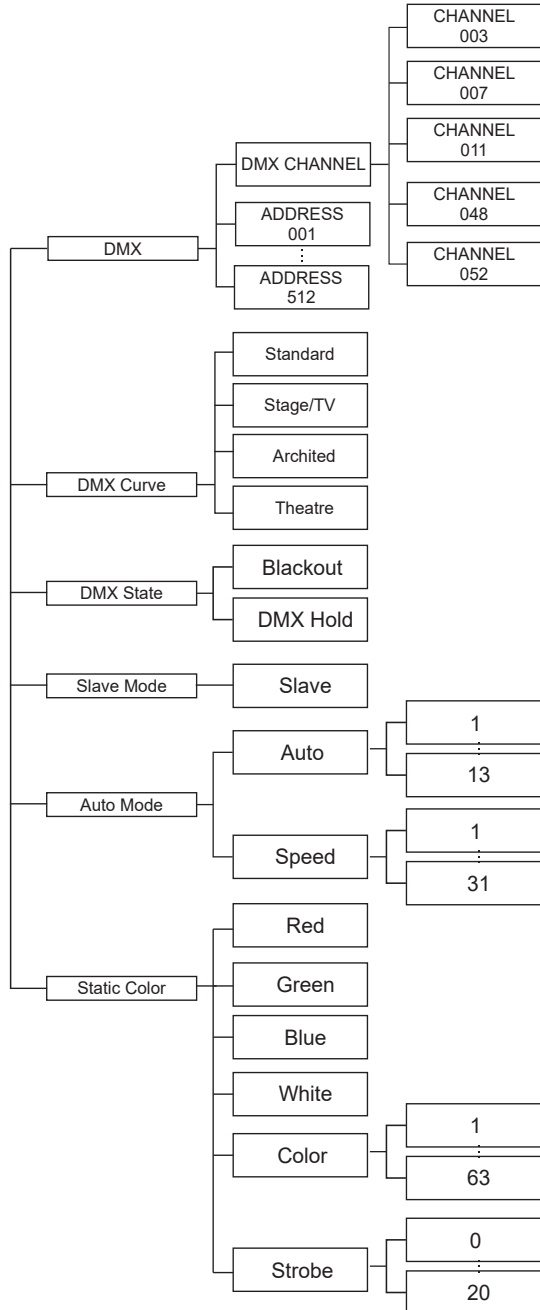 DMX
DMX CHANNEL
CHANNEL
003
CHANNEL
007
CHANNEL
011
CHANNEL
048
CHANNEL
052
ADDRESS
001
ADDRESS
512
DMX Curve
Standard
Stage/TV
Archited
Theatre
DMX State
Blackout
DMX Hold
Slave Mode
Slave
Auto Mode
Auto
1
13
Speed
1
31
Static Color
Red
Green
Blue
White
Color
1
63
Strobe
0
20